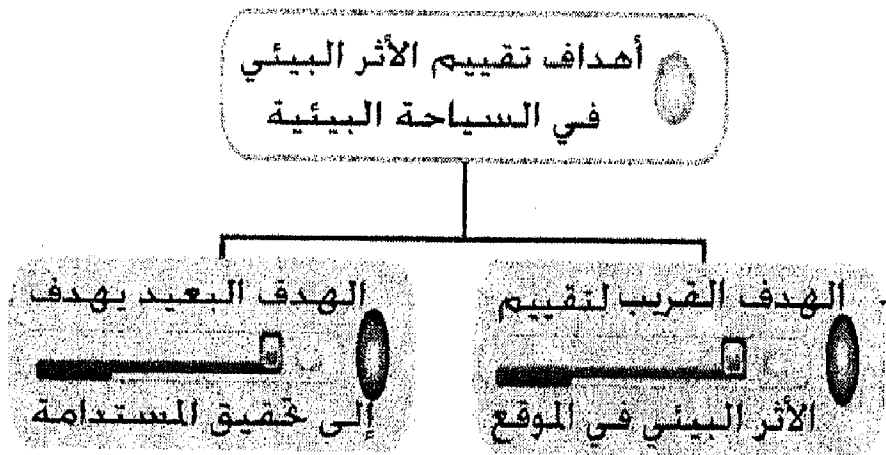 أهداف تقييم الأثر البيئي
في السياحة البيئية
الهدف القريب لتقييم
الأثر البيئي في الموقع
الهدف البعيد يهدف
إلى تحقيق المستدامة